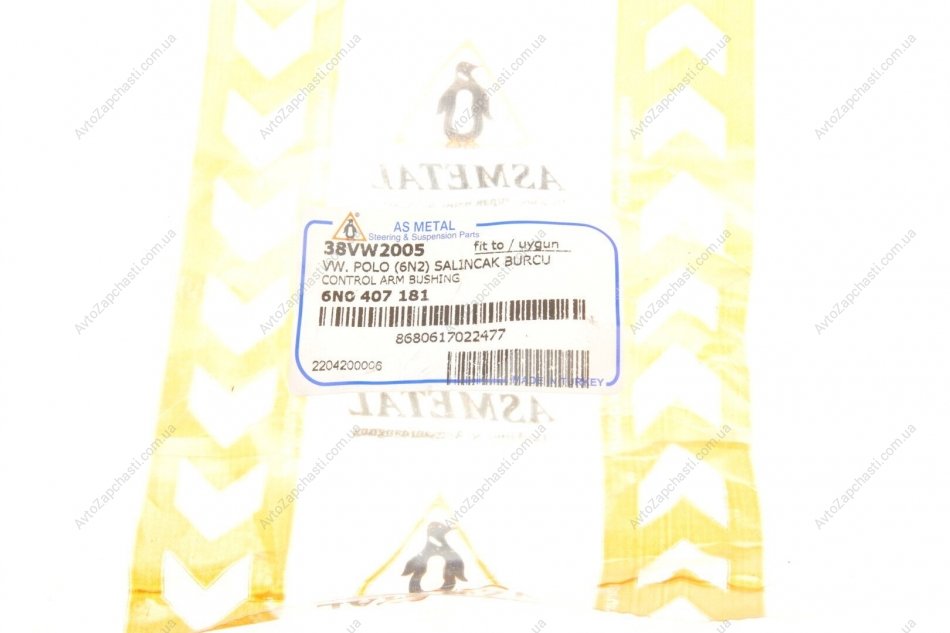 ASMETAL
AS METAL
Steering & Suspension Parts
38VW2005 fit to / uygun
VW. POLO (6N2) SALINCAK BURCU
CONTROL ARM BUSHING
6N0 407 181
8680617022477
2204200006
MADE IN TURKEY
ASMETAL
AvtoZapchasti.com.ua